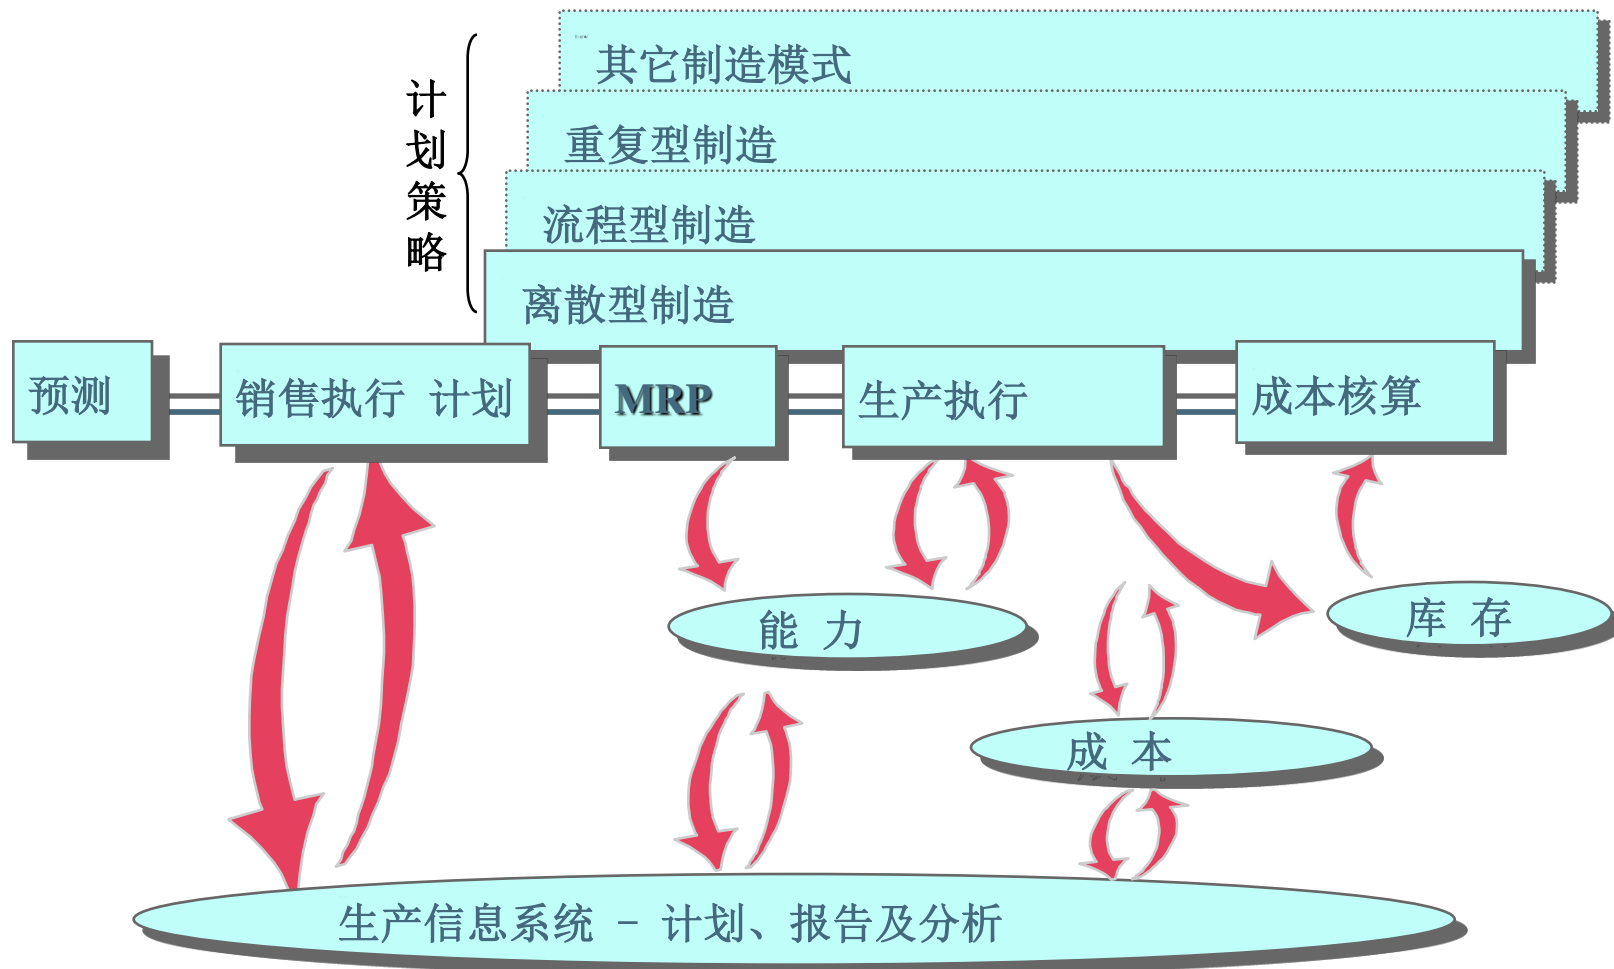 其它制造模式
重复型制造
流程型制造
离散型制造
计
划
策
略
预测
销售执行 计划
MRP
生产执行
成本核算
能 力
库 存
成 本
生产信息系统 - 计划、报告及分析